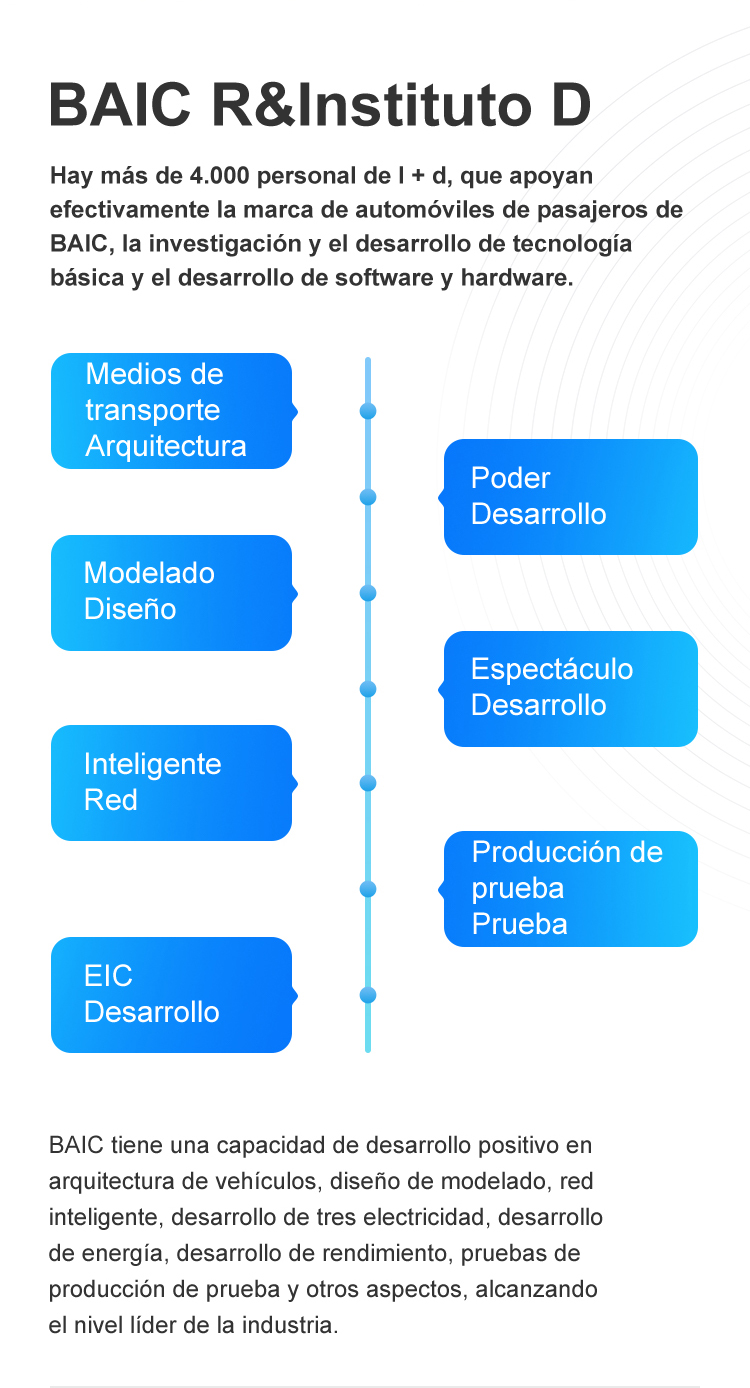 BAIC R&Instituto D
Hay más de 4.000 personal de I + d, que apoyan
efectivamente la marca de automóviles de pasajeros de
BAIC, la investigación y el desarrollo de tecnología
básica y el desarrollo de software y hardware.
Medios de
transporte
Arquitectura
Poder
Desarrollo
Modelado
Diseño
Espectáculo
Desarrollo
Inteligente
Red
Producción de
prueba
Prueba
EIC
Desarrollo
BAIC tiene una capacidad de desarrollo positivo en
arquitectura de vehículos, diseño de modelado, red
inteligente, desarrollo de tres electricidad, desarrollo
de energía, desarrollo de rendimiento, pruebas de
producción de prueba y otros aspectos, alcanzando
el nivel líder de la industria.